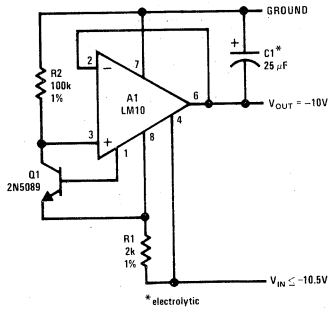 GROUND
2
7
+
C1*
25 µF
R2
100k
1%
−
A1
LM10
6
VOUT = −10V
3
+
4
8
1
Q1
2N5089
R1
2k
1%
VIN ≤ −10.5V
*electrolytic